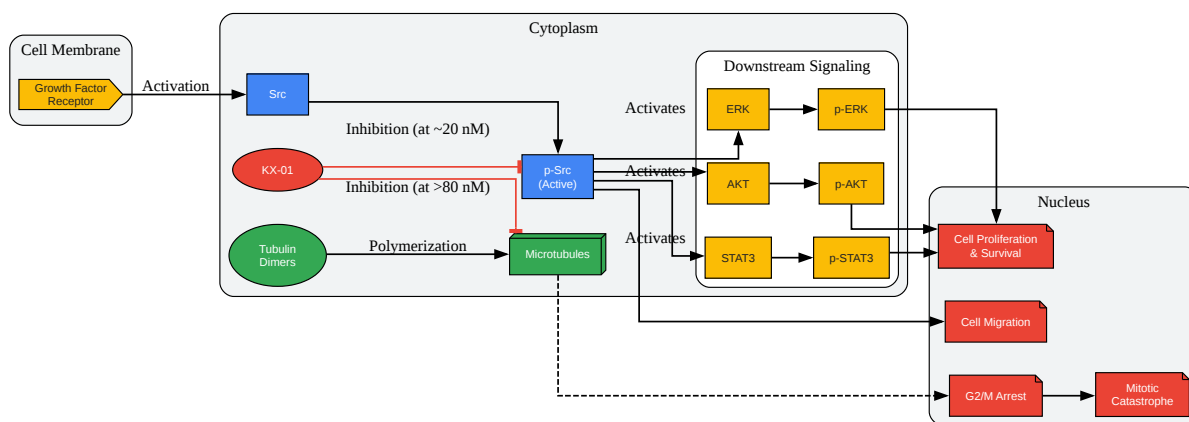 Cytoplasm
Cell Membrane
Growth Factor
Receptor
Activation
Src
Inhibition (at ~20 nM)
KX-01
Inhibition (at >80 nM)
p-Src
(Active)
Tubulin
Dimers
Polymerization
Microtubules
Downstream Signaling
Activates
ERK
p-ERK
Activates
AKT
p-AKT
Activates
STAT3
p-STAT3
Nucleus
Cell Proliferation
& Survival
Cell Migration
G2/M Arrest
Mitotic
Catastrophe